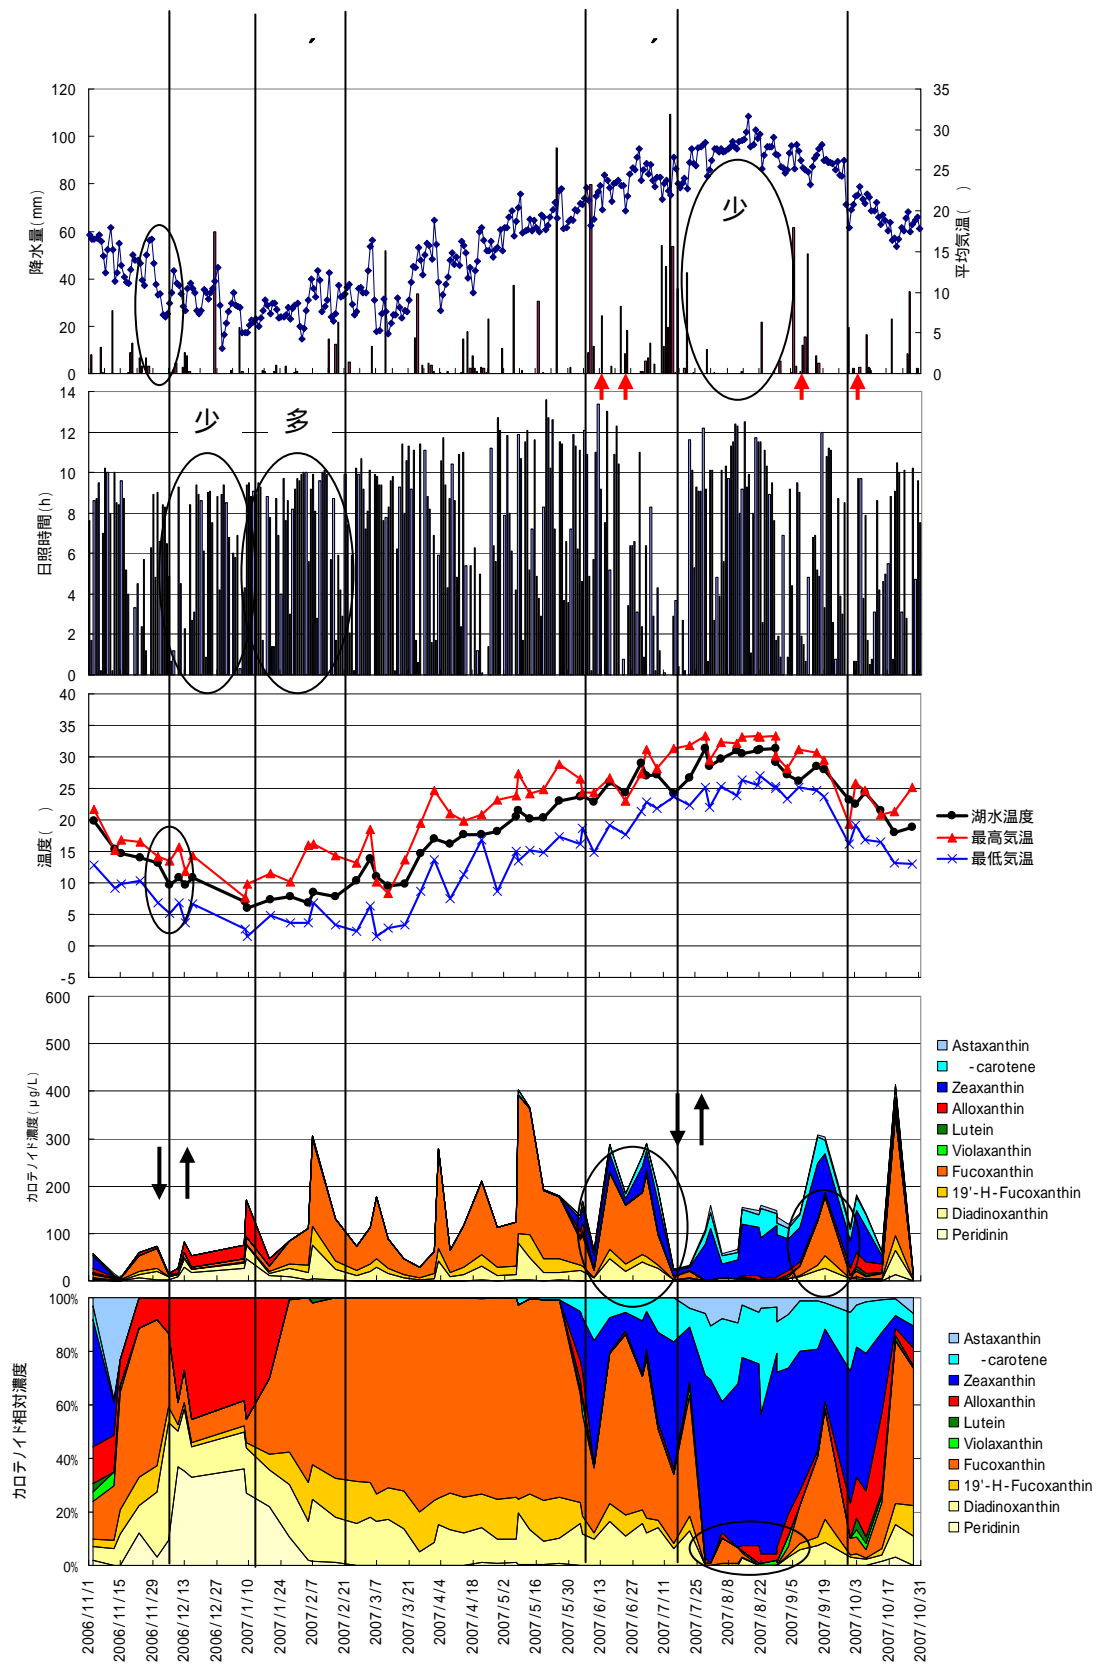 120
100
80
60
40
20
0
降水量(mm)
35
30
25
20
15
10
5
0
平均気温( )
少
14
12
10
8
6
4
2
0
日照時間(h)
少
多
40
35
30
25
20
15
10
5
0
-5
温度( )
湖水温度
最高気温
最低気温
600
500
400
300
200
100
0
カロテノイド濃度(μg/L)
Astaxanthin
-carotene
Zeaxanthin
Alloxanthin
Lutein
Violaxanthin
Fucoxanthin
19'-H-Fucoxanthin
Diadinoxanthin
Peridinin
100%
80%
60%
40%
20%
0%
カロテノイド相対濃度
Astaxanthin
-carotene
Zeaxanthin
Alloxanthin
Lutein
Violaxanthin
Fucoxanthin
19'-H-Fucoxanthin
Diadinoxanthin
Peridinin
2006/11/1
2006/11/15
2006/11/29
2006/12/13
2006/12/27
2007/1/10
2007/1/24
2007/2/7
2007/2/21
2007/3/7
2007/3/21
2007/4/4
2007/4/18
2007/5/2
2007/5/16
2007/5/30
2007/6/13
2007/6/27
2007/7/11
2007/7/25
2007/8/8
2007/8/22
2007/9/5
2007/9/19
2007/10/3
2007/10/17
2007/10/31